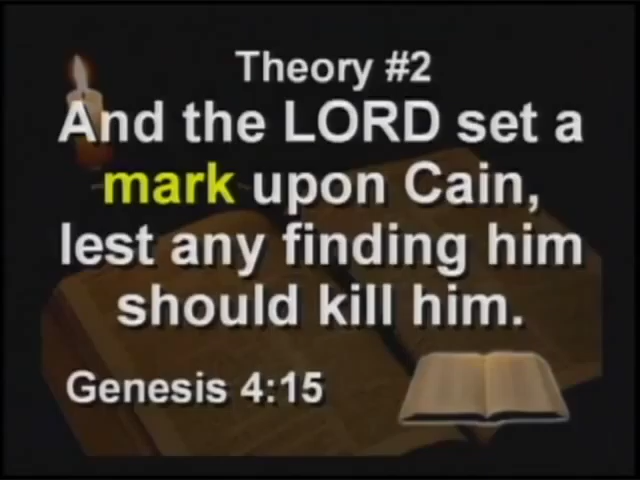 Theory #2
And the LORD set a
mark upon Cain,
lest any finding him
should kill him.
Genesis 4:15